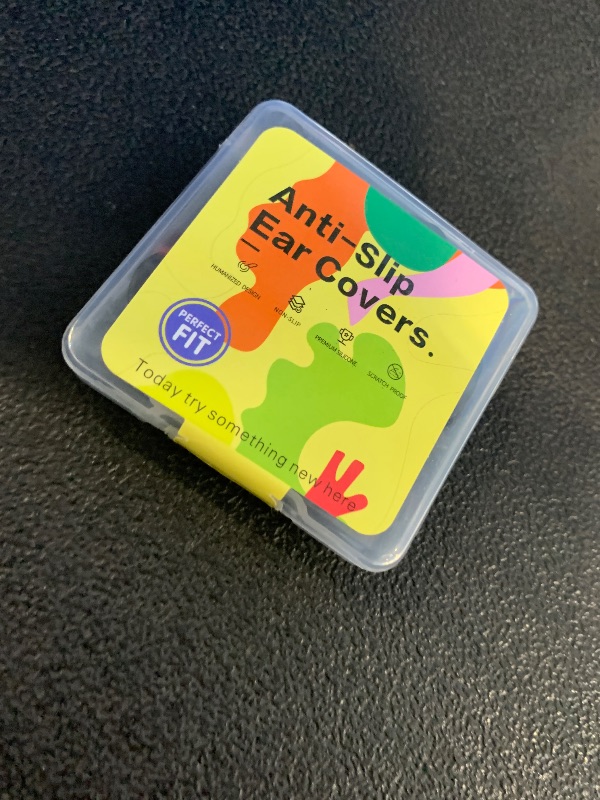 Anti-Slip
Ear Covers.
HUMANIZED DESIGN
NON-SLIP
PREMIUM SILICONE
SCRATCH PROOF
PERFECT
FIT
Today try something new here